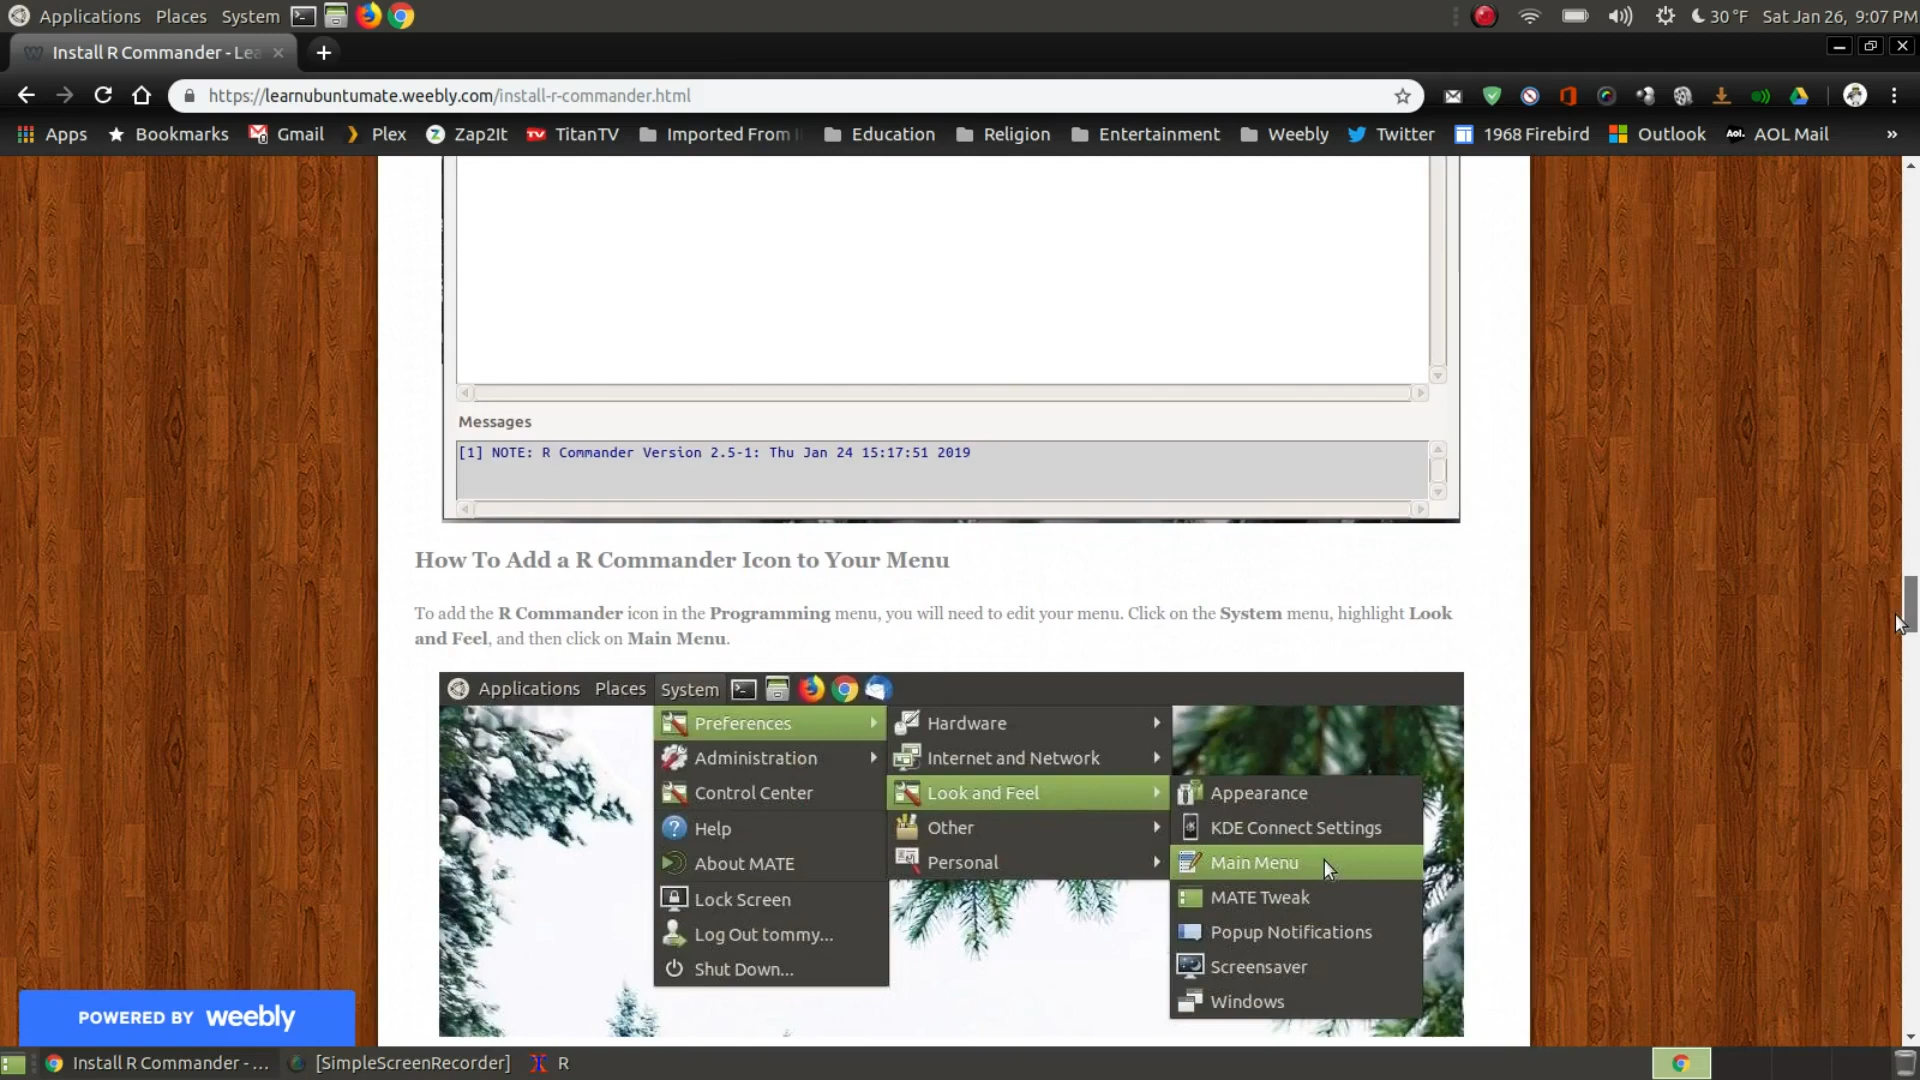 Applications Places System 30 °F Sat Jan 26, 9:07 PM
Install R Commander - Lea
https://learnubuntumate.weebly.com/install-r-commander.html
Apps Bookmarks Gmail Plex Zap2It TitanTV Imported From Education Religion Entertainment Weebly Twitter 1968 Firebird Outlook Aol. AOL Mail »
Messages
[1] NOTE: R Commander Version 2.5-1: Thu Jan 24 15:17:51 2019
How To Add a R Commander Icon to Your Menu
To add the R Commander icon in the Programming menu, you will need to edit your menu. Click on the System menu, highlight Look
and Feel, and then click on Main Menu.
Applications Places System
Preferences Hardware
Administration Internet and Network
Control Center Look and Feel Appearance
Help Other KDE Connect Settings
About MATE Personal Main Menu
Lock Screen MATE Tweak
Log Out tommy... Popup Notifications
Shut Down... Screensaver
Windows
POWERED BY weebly
Install R Commander - ... [SimpleScreenRecorder] R